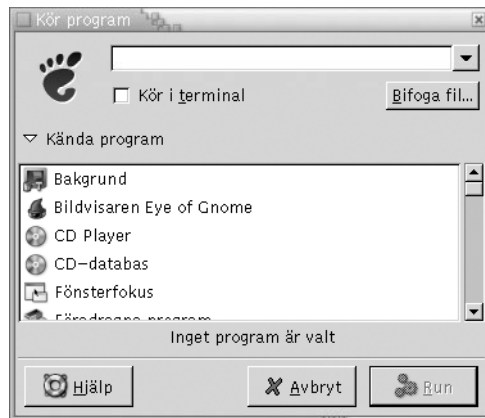 Kör program
Kör i terminal
Bifoga fil...
Kända program
Bakgrund
Bildvisaren Eye of Gnome
CD Player
CD-databas
Fönsterfokus
Inget program är valt
Hjälp
Avbryt
Run